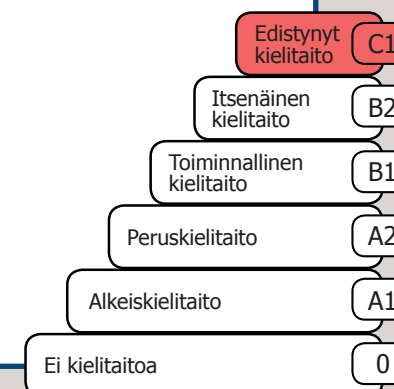 Edistynyt
kielitaito
C1
Itsenäinen
kielitaito
B2
Toiminnallinen
kielitaito
B1
Peruskielitaito
A2
Alkeiskielitaito
A1
Ei kielitaitoa
0